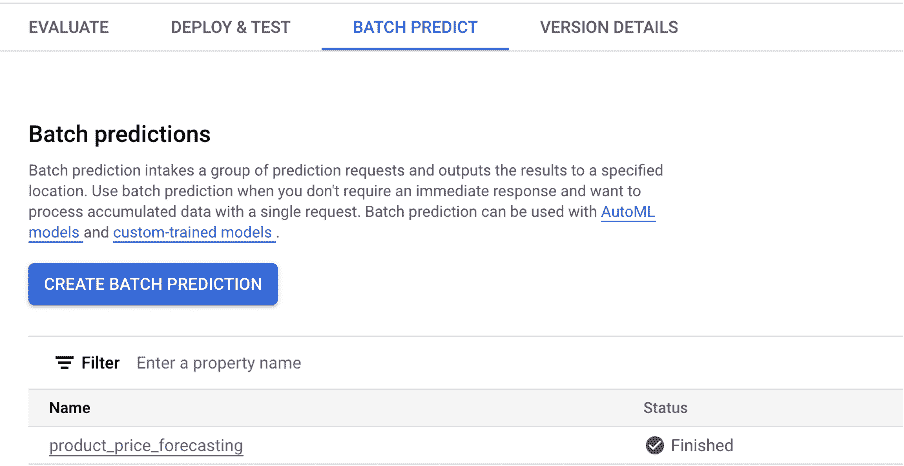 EVALUATE DEPLOY & TEST BATCH PREDICT VERSION DETAILS
Batch predictions
Batch prediction intakes a group of prediction requests and outputs the results to a specified
location. Use batch prediction when you don't require an immediate response and want to
process accumulated data with a single request. Batch prediction can be used with AutoML
models and custom-trained models .
CREATE BATCH PREDICTION
Filter Enter a property name
Name Status
product_price_forecasting Finished